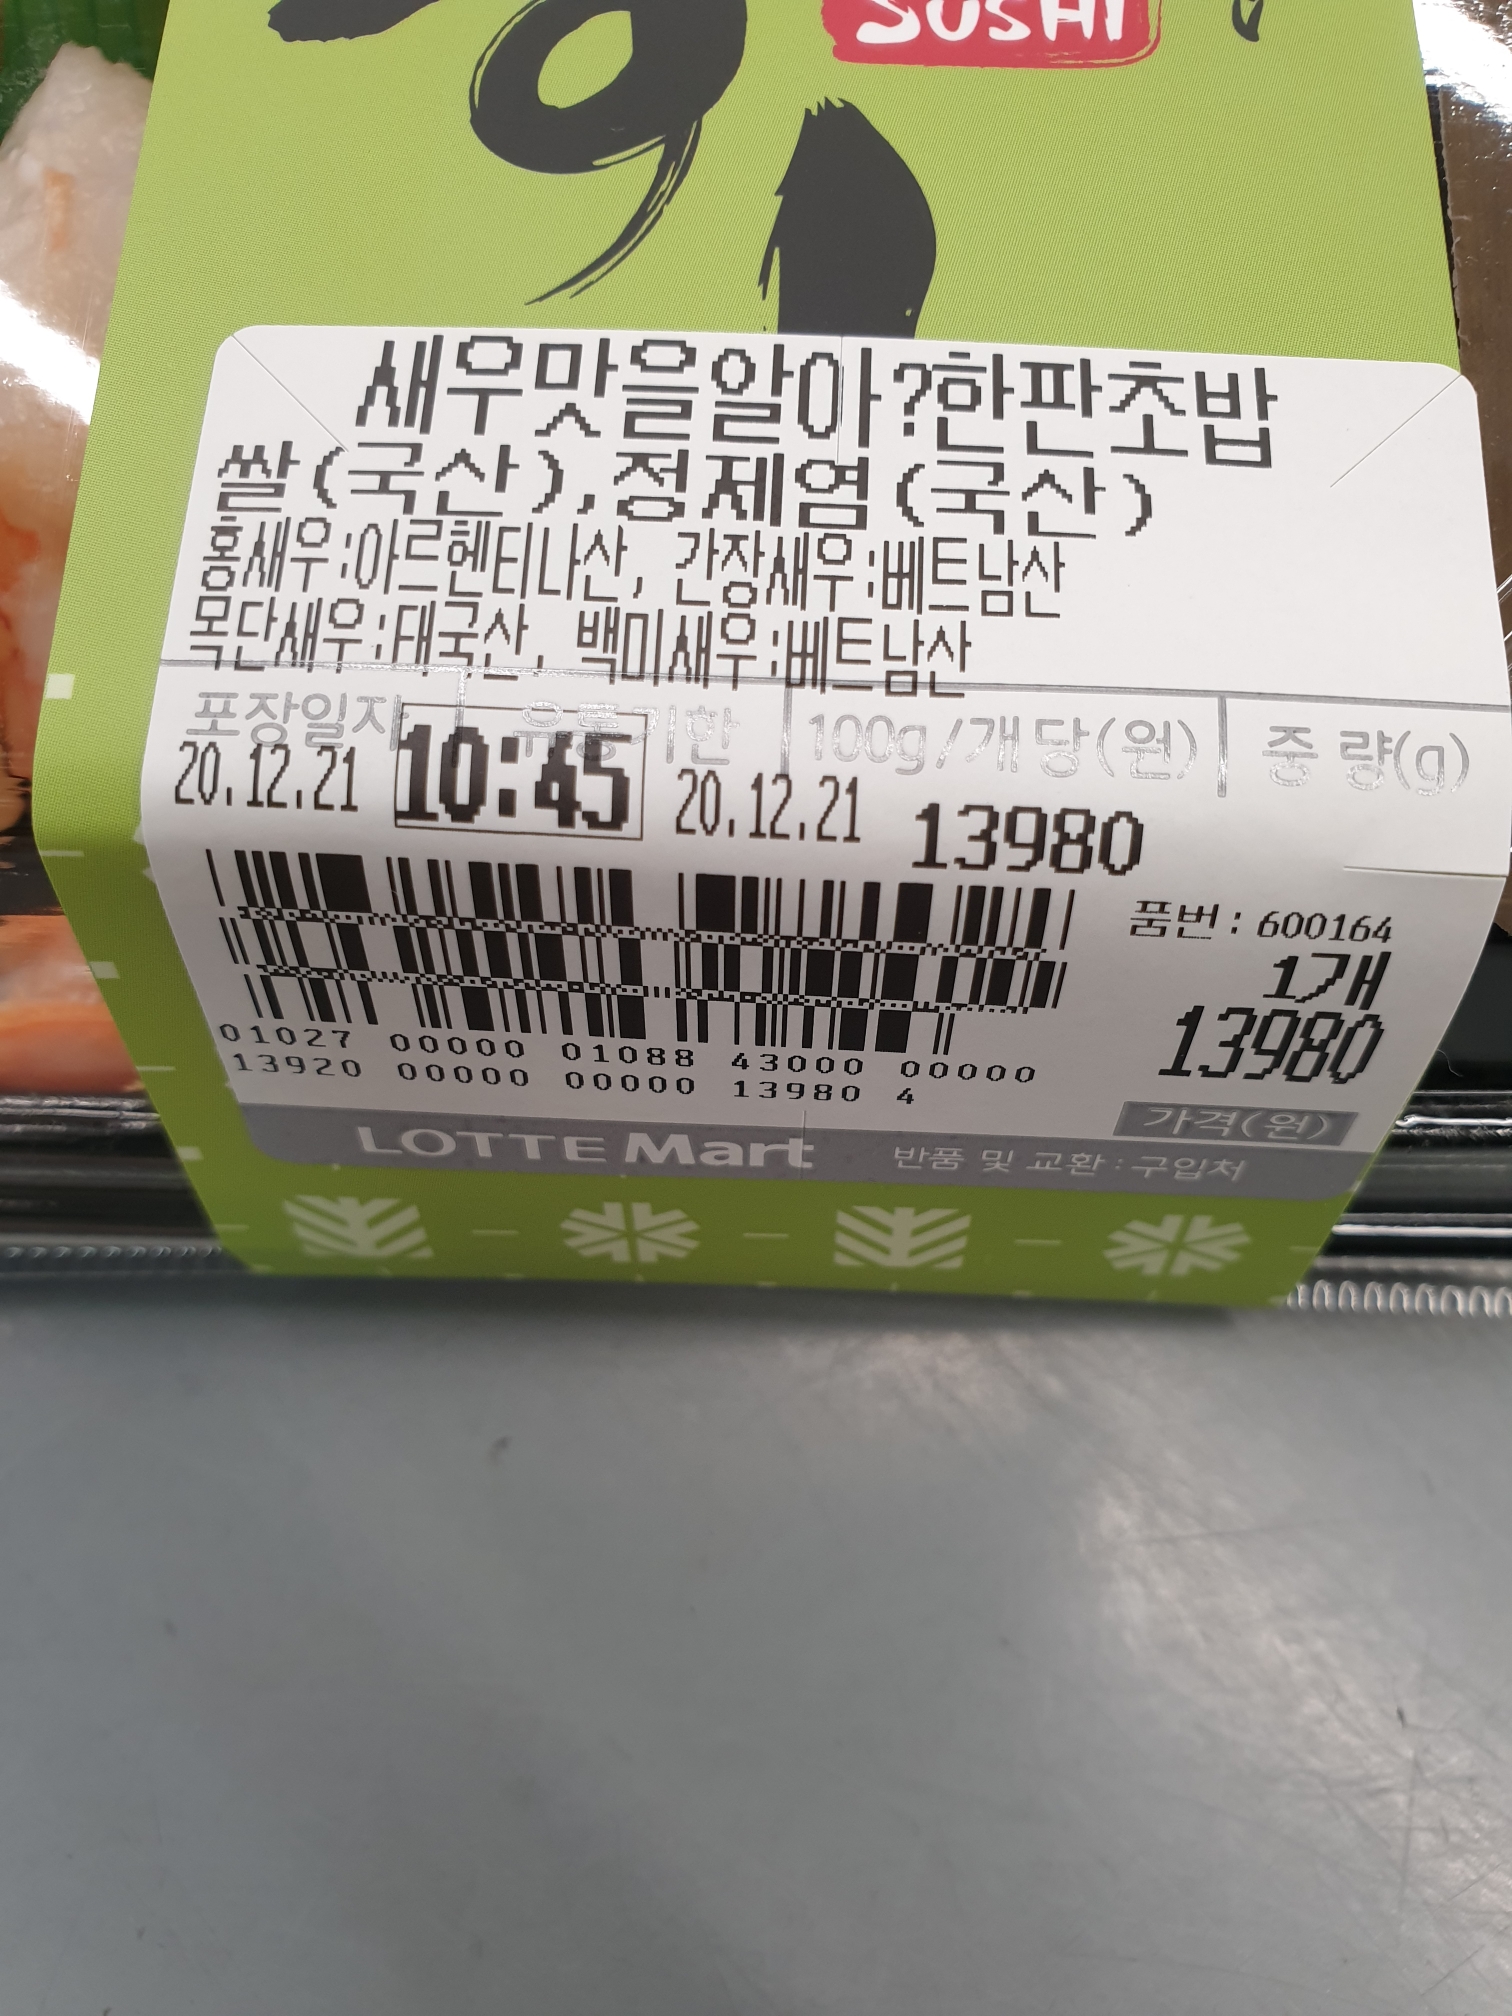 SUSHI
새우맛을알아?한판초밥
쌀(국산),정제염(국산)
홍새우:아르헨티나산, 간장새우:베트남산
목단새우:태국산, 백미새우:베트남산
포장일자 유통기한 100g/개당(원) 중 량(g)
20.12.21 10:45 20.12.21 13980
품번:600164
1개
13980
01027 00000 01088 43000 00000
13920 00000 00000 13980 4
가격(원)
LOTTE Mart 반품 및 교환:구입처